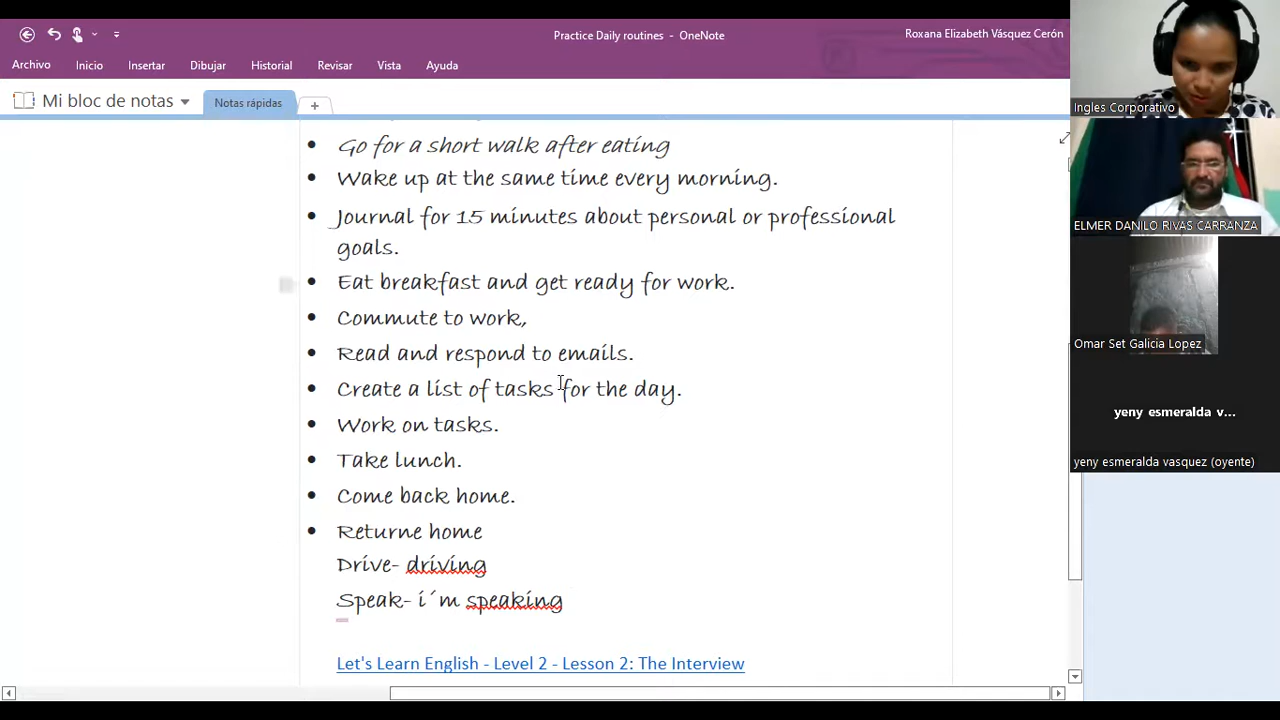 Practice Daily routines - OneNote
Roxana Elizabeth Vásquez Cerón
Archivo Inicio Insertar Dibujar Historial Revisar Vista Ayuda
Mi bloc de notas
Notas rápidas
+
Go for a short walk after eating
Wake up at the same time every morning.
Journal for 15 minutes about personal or professional
goals.
Eat breakfast and get ready for work.
Commute to work,
Read and respond to emails.
Create a list of tasks for the day.
Work on tasks.
Take lunch.
Come back home.
Returne home
Drive- driving
Speak- i´m speaking
Let's Learn English - Level 2 - Lesson 2: The Interview
Ingles Corporativo
ELMER DANILO RIVAS CARRANZA
Omar Set Galicia Lopez
yeny esmeralda v...
yeny esmeralda vasquez (oyente)